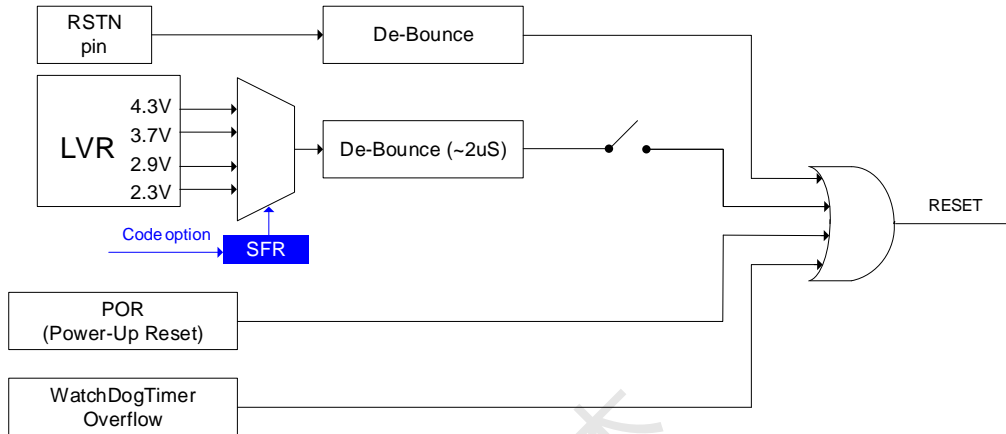 RSTN
pin
De-Bounce
LVR
4.3V
3.7V
2.9V
2.3V
De-Bounce (~2uS)
Code option
SFR
RESET
POR
(Power-Up Reset)
WatchDogTimer
Overflow